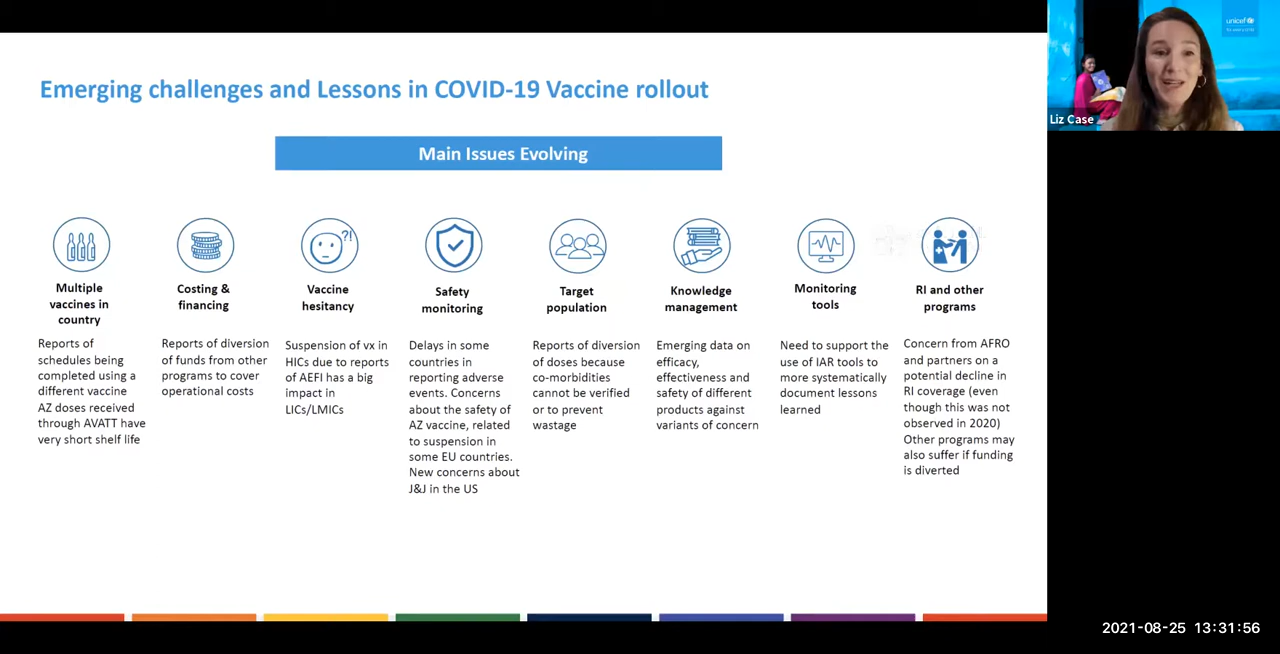 Emerging challenges and Lessons in COVID-19 Vaccine rollout
Main Issues Evolving
?!
Multiple
vaccines in
country
Reports of
schedules being
completed using a
different vaccine
AZ doses received
through AVATT have
very short shelf life
Costing &
financing
Reports of diversion
of funds from other
programs to cover
operational costs
Vaccine
hesitancy
Suspension of vx in
HICs due to reports
of AEFI has a big
impact in
LICs/LMICs
Safety
monitoring
Delays in some
countries in
reporting adverse
events. Concerns
about the safety of
AZ vaccine, related
to suspension in
some EU countries.
New concerns about
J&J in the US
Target
population
Reports of diversion
of doses because
co-morbidities
cannot be verified
or to prevent
wastage
Knowledge
management
Emerging data on
efficacy,
effectiveness and
safety of different
products against
variants of concern
Monitoring
tools
Need to support the
use of IAR tools to
more systematically
document lessons
learned
RI and other
programs
Concern from AFRO
and partners on a
potential decline in
RI coverage (even
though this was not
observed in 2020)
Other programs may
also suffer if funding
is diverted
unicef
Liz Case
2021-08-25 13:31:56